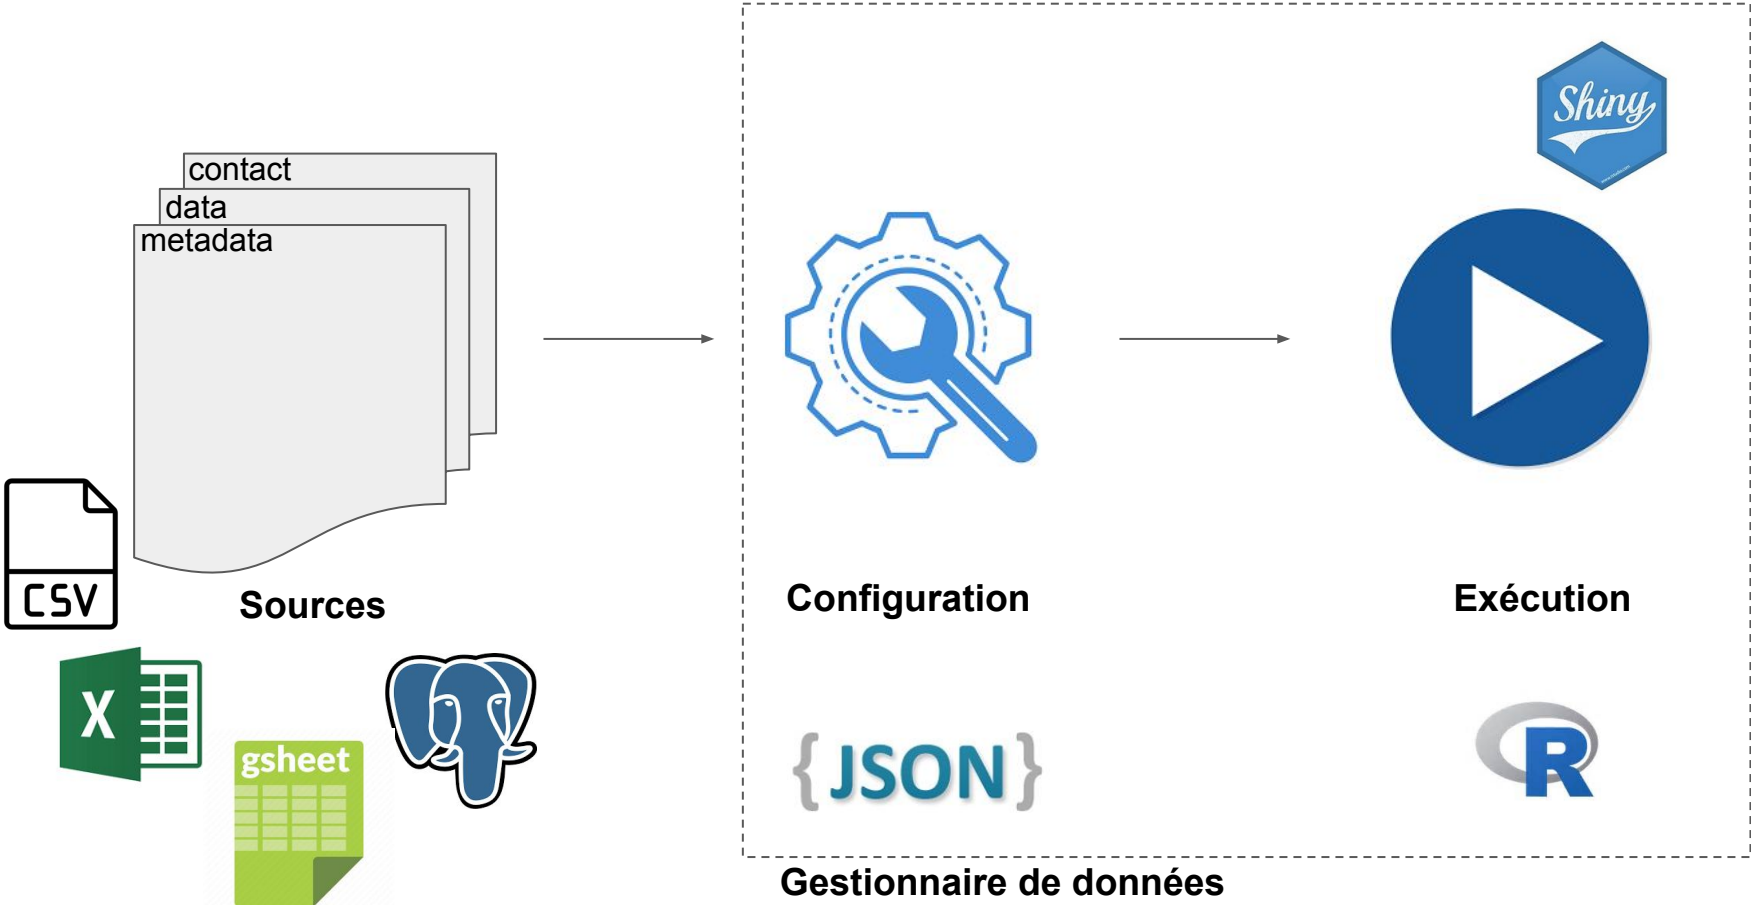 Shiny
contact
data
metadata
CSV
Sources
Configuration
Exécution
X
gsheet
{JSON}
R
Gestionnaire de données